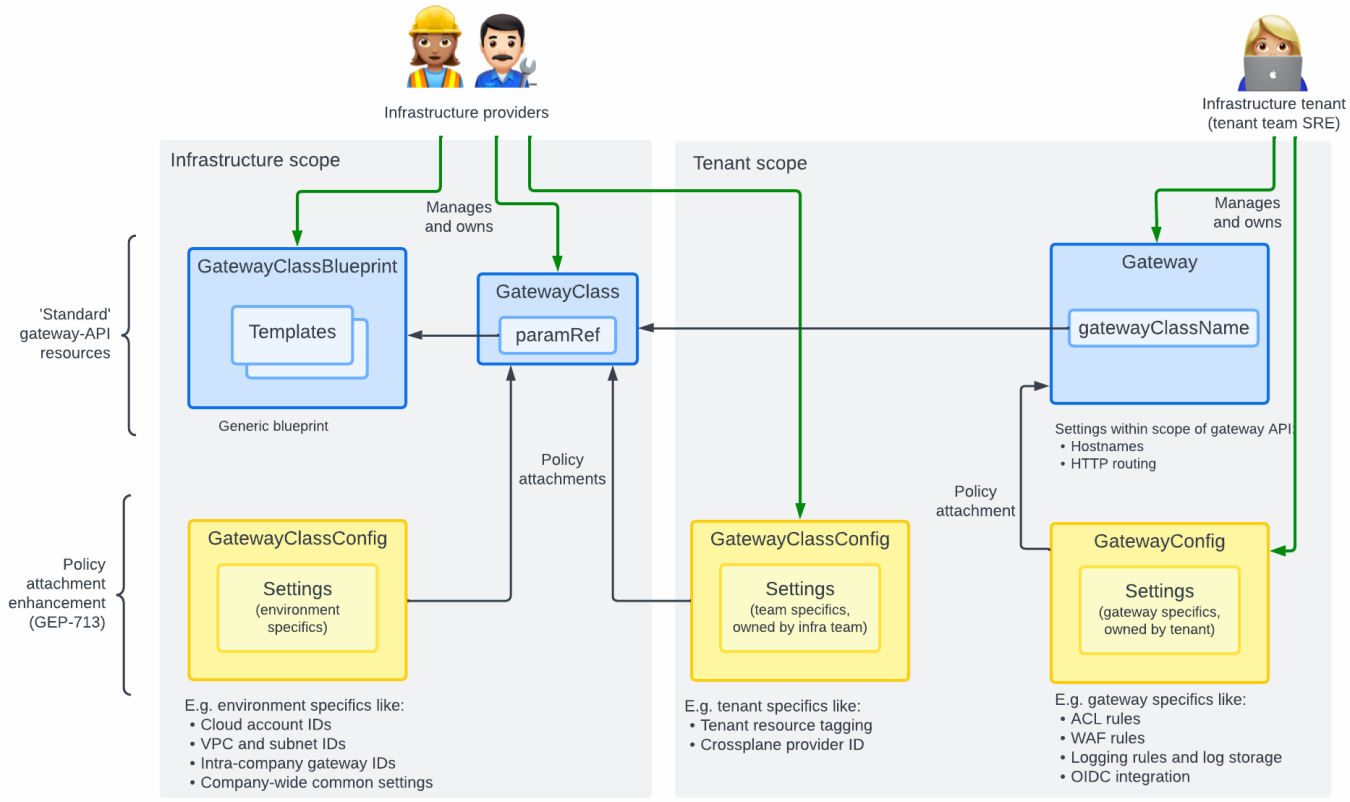 Infrastructure providers
Infrastructure tenant
(tenant team SRE)
Infrastructure scope
Tenant scope
Manages
and owns
Manages
and owns
'Standard'
gateway-API
resources
GatewayClassBlueprint
Templates
Generic blueprint
GatewayClass
paramRef
Gateway
gatewayClassName
Settings within scope of gateway API:
• Hostnames
• HTTP routing
Policy
attachments
Policy
attachment
Policy
attachment
enhancement
(GEP-713)
GatewayClassConfig
Settings
(environment
specifics)
E.g. environment specifics like:
• Cloud account IDs
• VPC and subnet IDs
• Intra-company gateway IDs
• Company-wide common settings
GatewayClassConfig
Settings
(team specifics,
owned by infra team)
E.g. tenant specifics like:
• Tenant resource tagging
• Crossplane provider ID
GatewayConfig
Settings
(gateway specifics,
owned by tenant)
E.g. gateway specifics like:
• ACL rules
• WAF rules
• Logging rules and log storage
• OIDC integration